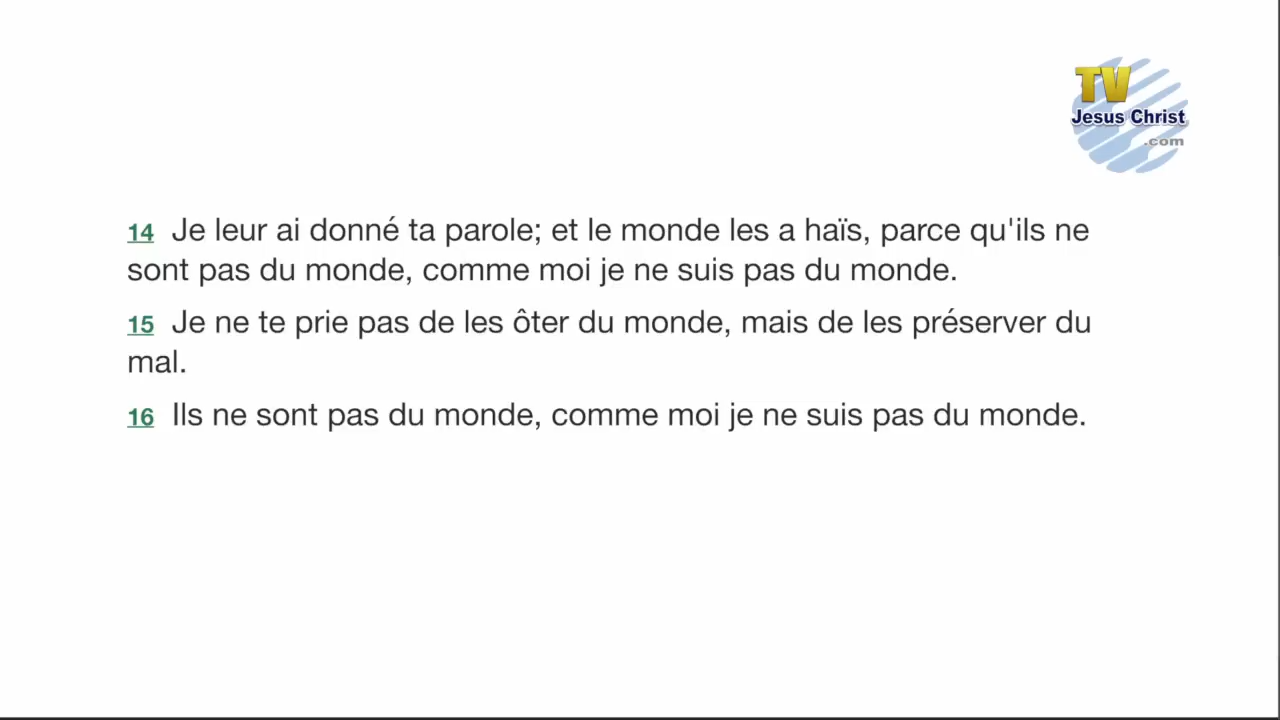 TV
Jesus Christ
.com
14 Je leur ai donné ta parole; et le monde les a haïs, parce qu'ils ne
sont pas du monde, comme moi je ne suis pas du monde.
15 Je ne te prie pas de les ôter du monde, mais de les préserver du
mal.
16 Ils ne sont pas du monde, comme moi je ne suis pas du monde.